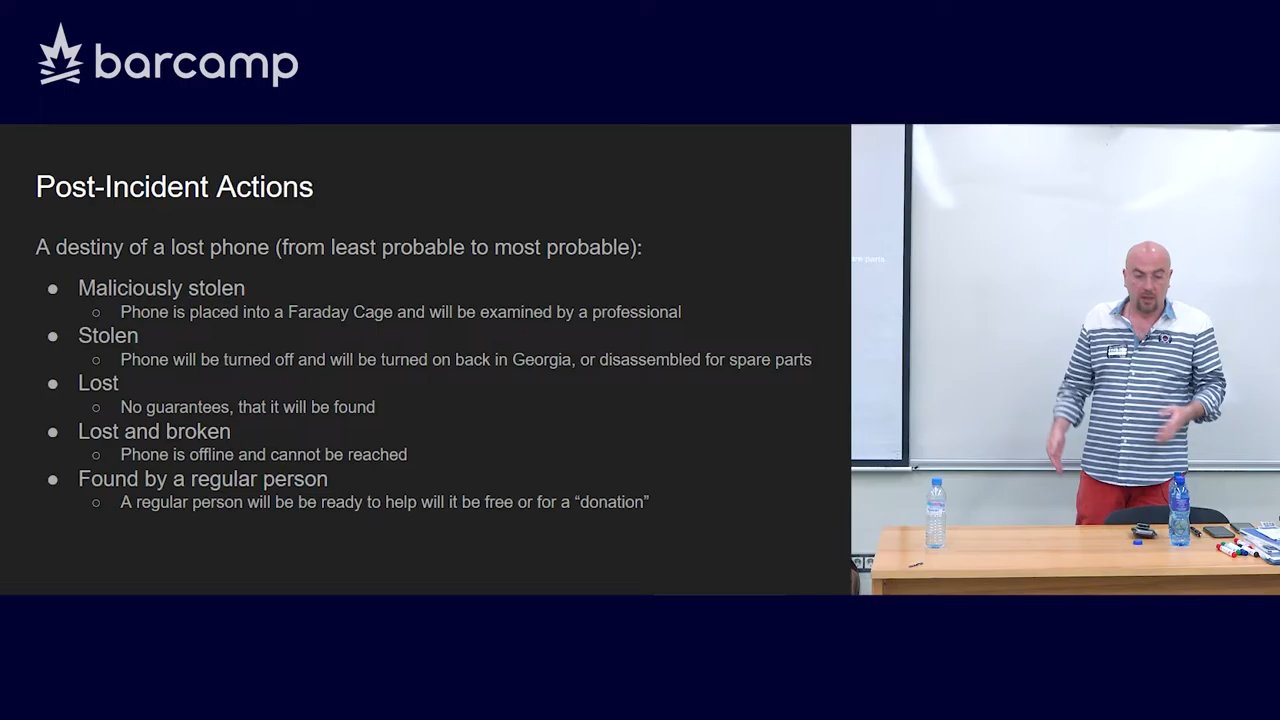 barcamp
Post-Incident Actions
A destiny of a lost phone (from least probable to most probable):
● Maliciously stolen
○ Phone is placed into a Faraday Cage and will be examined by a professional
● Stolen
○ Phone will be turned off and will be turned on back in Georgia, or disassembled for spare parts
● Lost
○ No guarantees, that it will be found
● Lost and broken
○ Phone is offline and cannot be reached
● Found by a regular person
○ A regular person will be be ready to help will it be free or for a “donation”
parts